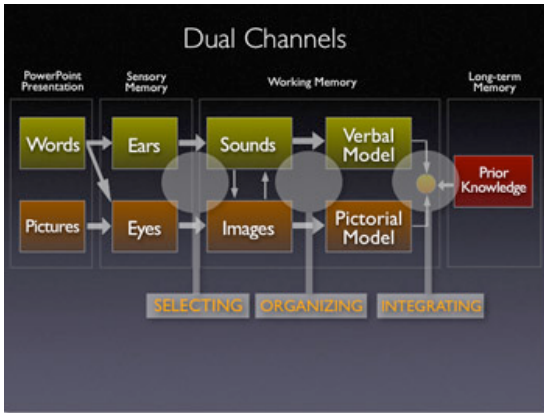 Dual Channels
PowerPoint
Presentation
Sensory
Memory
Working Memory
Long-term
Memory
Words
Ears
Sounds
Verbal
Model
Prior
Knowledge
Pictures
Eyes
Images
Pictorial
Model
SELECTING
ORGANIZING
INTEGRATING